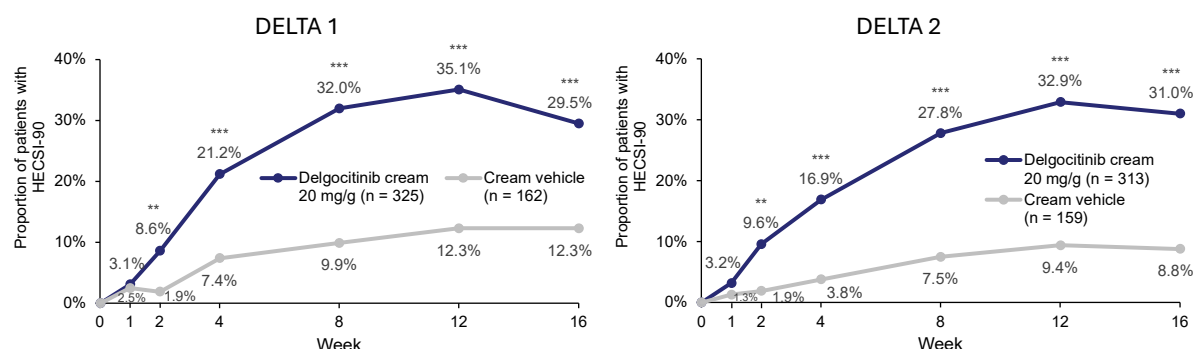 DELTA 1
Proportion of patients with
HECSI-90
40%
30%
20%
10%
0%
***
35.1%
***
32.0%
***
29.5%
***
21.2%
**
8.6%
3.1%
2.5%
1.9%
7.4%
9.9%
12.3%
12.3%
Delgocitinib cream
20 mg/g (n = 325)
Cream vehicle
(n = 162)
0 1 2 4 8 12 16
Week
DELTA 2
Proportion of patients with
HECSI-90
40%
30%
20%
10%
0%
***
32.9%
***
31.0%
***
27.8%
***
16.9%
**
9.6%
3.2%
1.3%
1.9%
3.8%
7.5%
9.4%
8.8%
Delgocitinib cream
20 mg/g (n = 313)
Cream vehicle
(n = 159)
0 1 2 4 8 12 16
Week